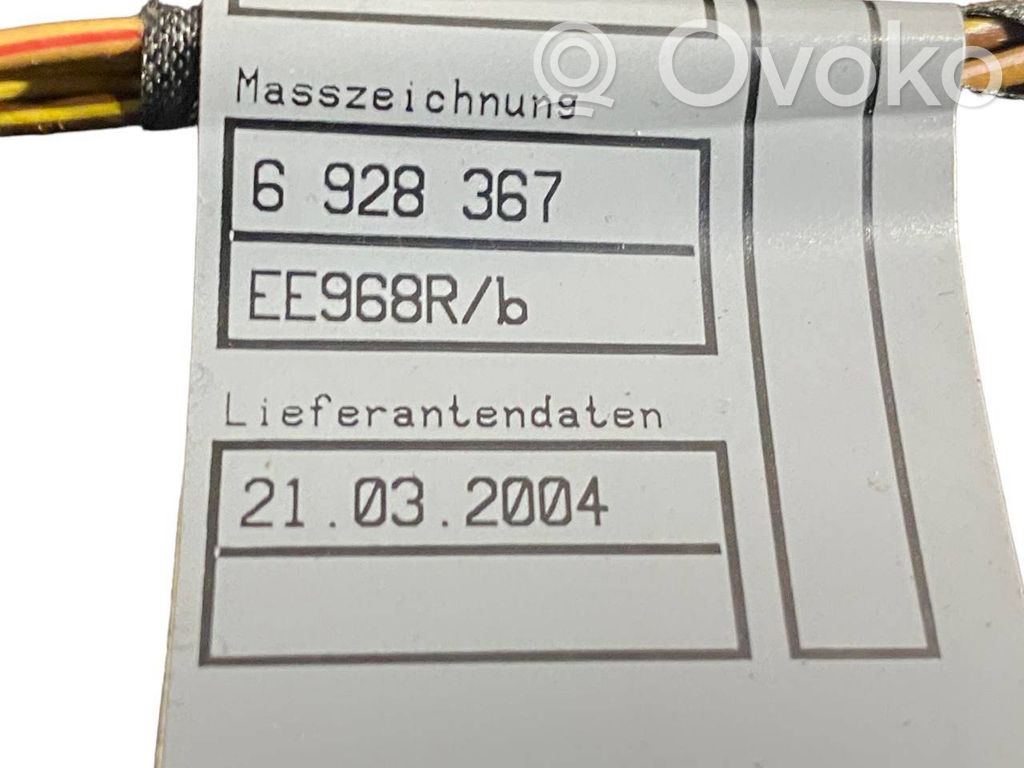 Ovoko
Masszeichnung
6 928 367
EE968R/b
Lieferantendaten
21.03.2004